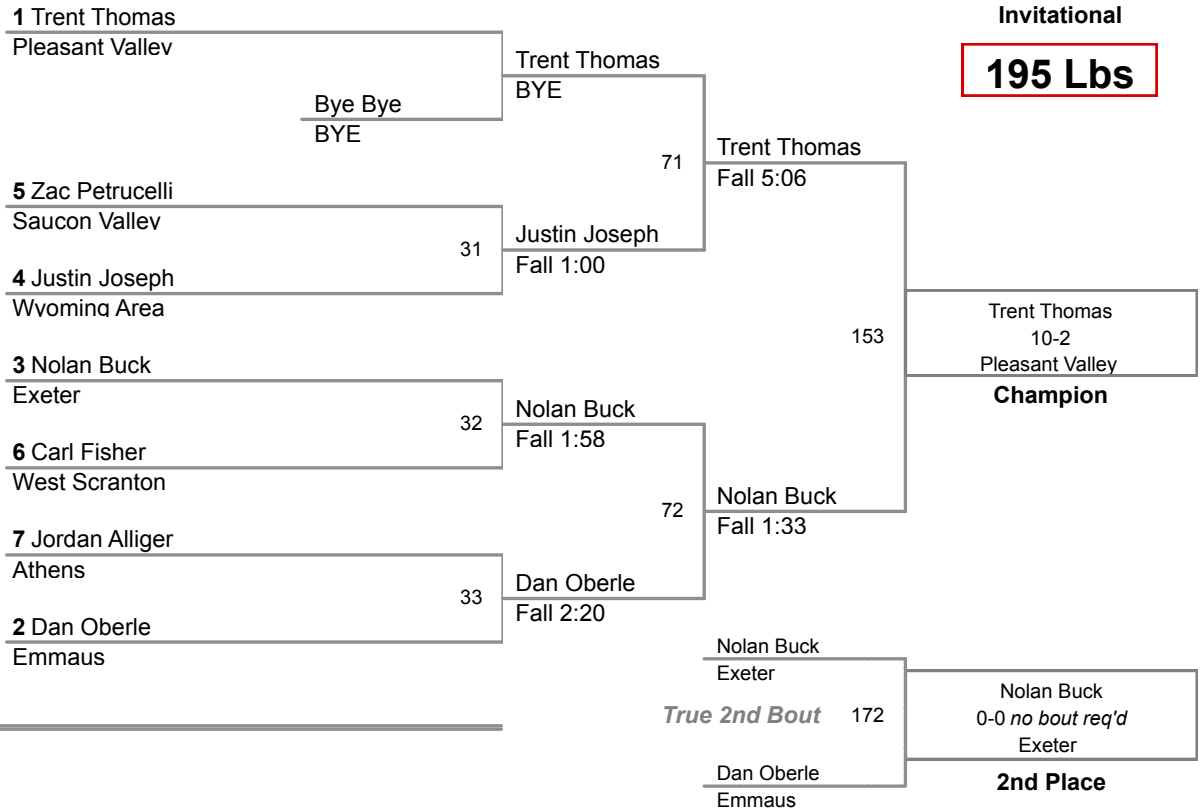 Invitational
195 Lbs
1 Trent Thomas
Pleasant Valley
Bye Bye
BYE
Trent Thomas
BYE
5 Zac Petrucelli
Saucon Valley
31
4 Justin Joseph
Wyoming Area
Justin Joseph
Fall 1:00
71
Trent Thomas
Fall 5:06
3 Nolan Buck
Exeter
32
6 Carl Fisher
West Scranton
Nolan Buck
Fall 1:58
7 Jordan Alliger
Athens
33
2 Dan Oberle
Emmaus
Dan Oberle
Fall 2:20
72
Nolan Buck
Fall 1:33
153
Trent Thomas
10-2
Pleasant Valley
Champion
Nolan Buck
Exeter
True 2nd Bout 172
Dan Oberle
Emmaus
Nolan Buck
0-0 no bout req'd
Exeter
2nd Place